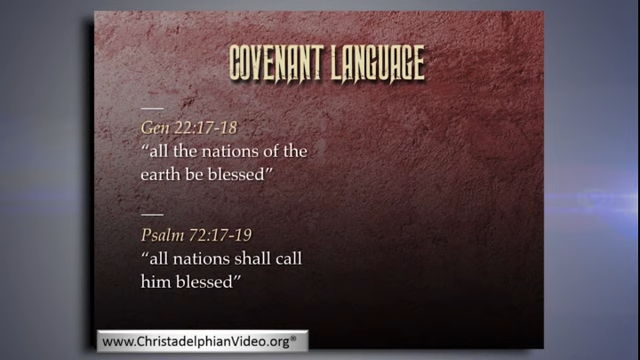 COVENANT LANGUAGE
Gen 22:17-18
“all the nations of the
earth be blessed”
Psalm 72:17-19
“all nations shall call
him blessed”
www.ChristadelphianVideo.org®